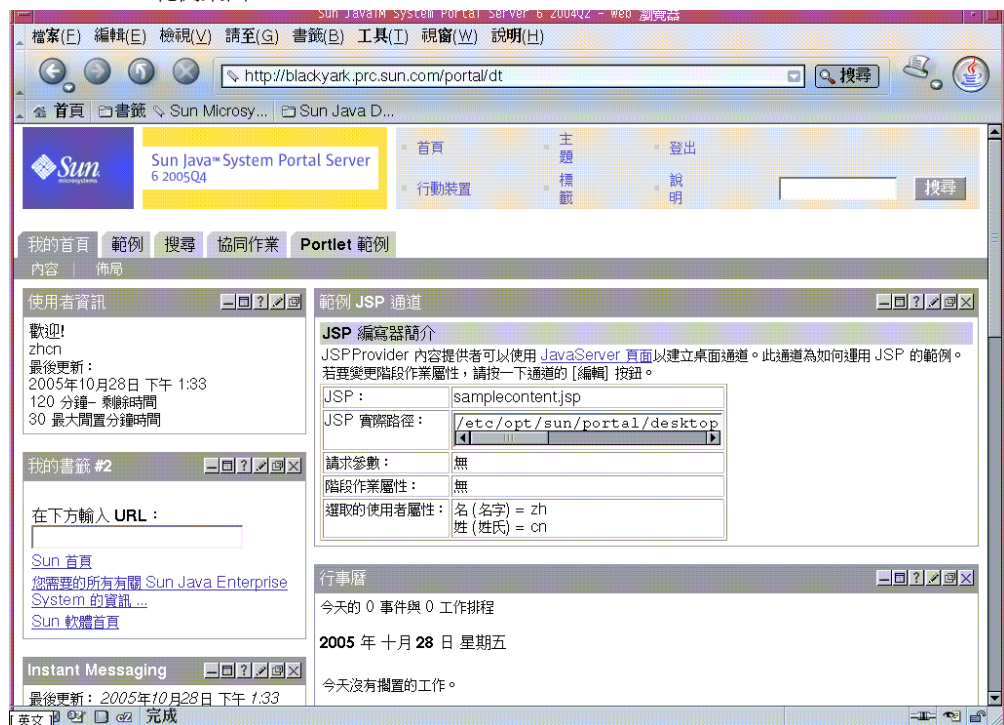 Sun JavaTM System Portal Server 6 2004Q2 - Web 瀏覽器
檔案(F) 編輯(E) 檢視(V) 請至(G) 書籤(B) 工具(T) 視窗(W) 說明(H)
http://blackyark.prc.sun.com/portal/dt
搜尋
首頁 書籤 Sun Microsy... Sun Java D...
Sun
microsystems
Sun Java™ System Portal Server
6 2005Q4
首頁 主題 登出
行動裝置 標籤 說明
搜尋
我的首頁 範例 搜尋 協同作業 Portlet 範例
內容 | 佈局
使用者資訊
歡迎!
zhcn
最後更新：
2005年10月28日 下午 1:33
120 分鐘– 剩餘時間
30 最大閒置分鐘時間
我的書籤 #2
在下方輸入 URL：
Sun 首頁
您需要的所有有關 Sun Java Enterprise
System 的資訊 ...
Sun 軟體首頁
Instant Messaging
最後更新： 2005年10月28日 下午 1:33
範例 JSP 通道
JSP 編寫器簡介
JSPProvider 內容提供者可以使用 JavaServer 頁面以建立桌面通道。此通道為如何運用 JSP 的範例。
若要變更階段作業屬性，請按一下通道的 [編輯] 按鈕。
JSP： samplecontent.jsp
JSP 實際路徑： /etc/opt/sun/portal/desktop
請求參數： 無
階段作業屬性： 無
選取的使用者屬性： 名 (名字) = zh
姓 (姓氏) = cn
行事曆
今天的 0 事件與 0 工作排程
2005 年 十月 28 日 星期五
今天沒有擱置的工作。
英文 完成